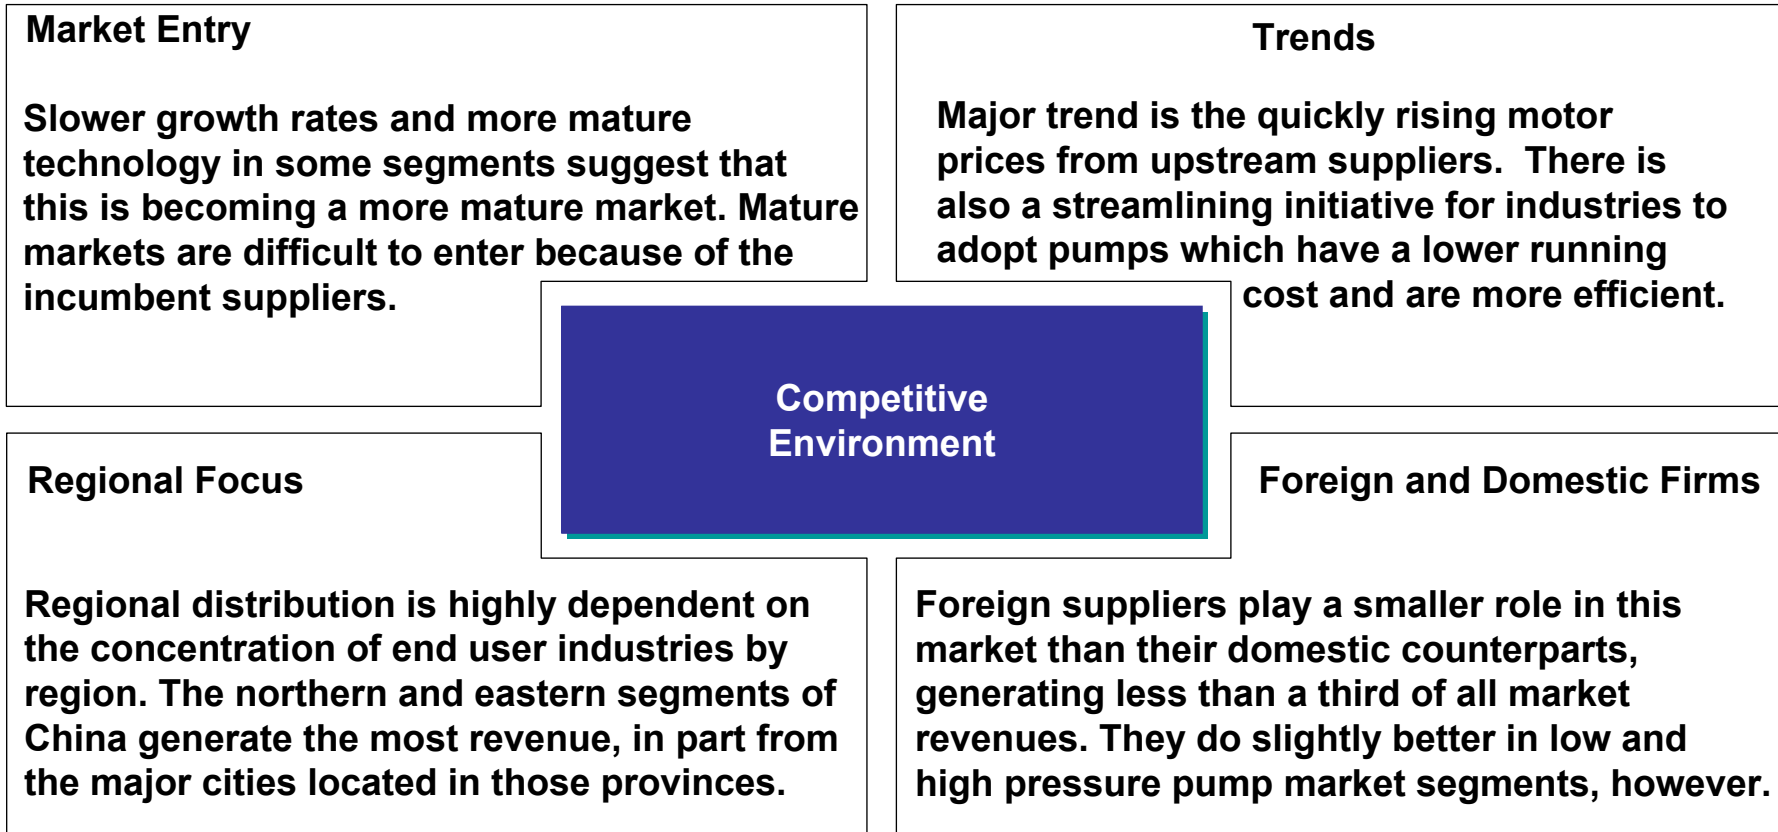 Market Entry
Slower growth rates and more mature
technology in some segments suggest that
this is becoming a more mature market. Mature
markets are difficult to enter because of the
incumbent suppliers.
Trends
Major trend is the quickly rising motor
prices from upstream suppliers.  There is
also a streamlining initiative for industries to
adopt pumps which have a lower running
cost and are more efficient.
Competitive
Environment
Regional Focus
Regional distribution is highly dependent on
the concentration of end user industries by
region. The northern and eastern segments of
China generate the most revenue, in part from
the major cities located in those provinces.
Foreign and Domestic Firms
Foreign suppliers play a smaller role in this
market than their domestic counterparts,
generating less than a third of all market
revenues. They do slightly better in low and
high pressure pump market segments, however.